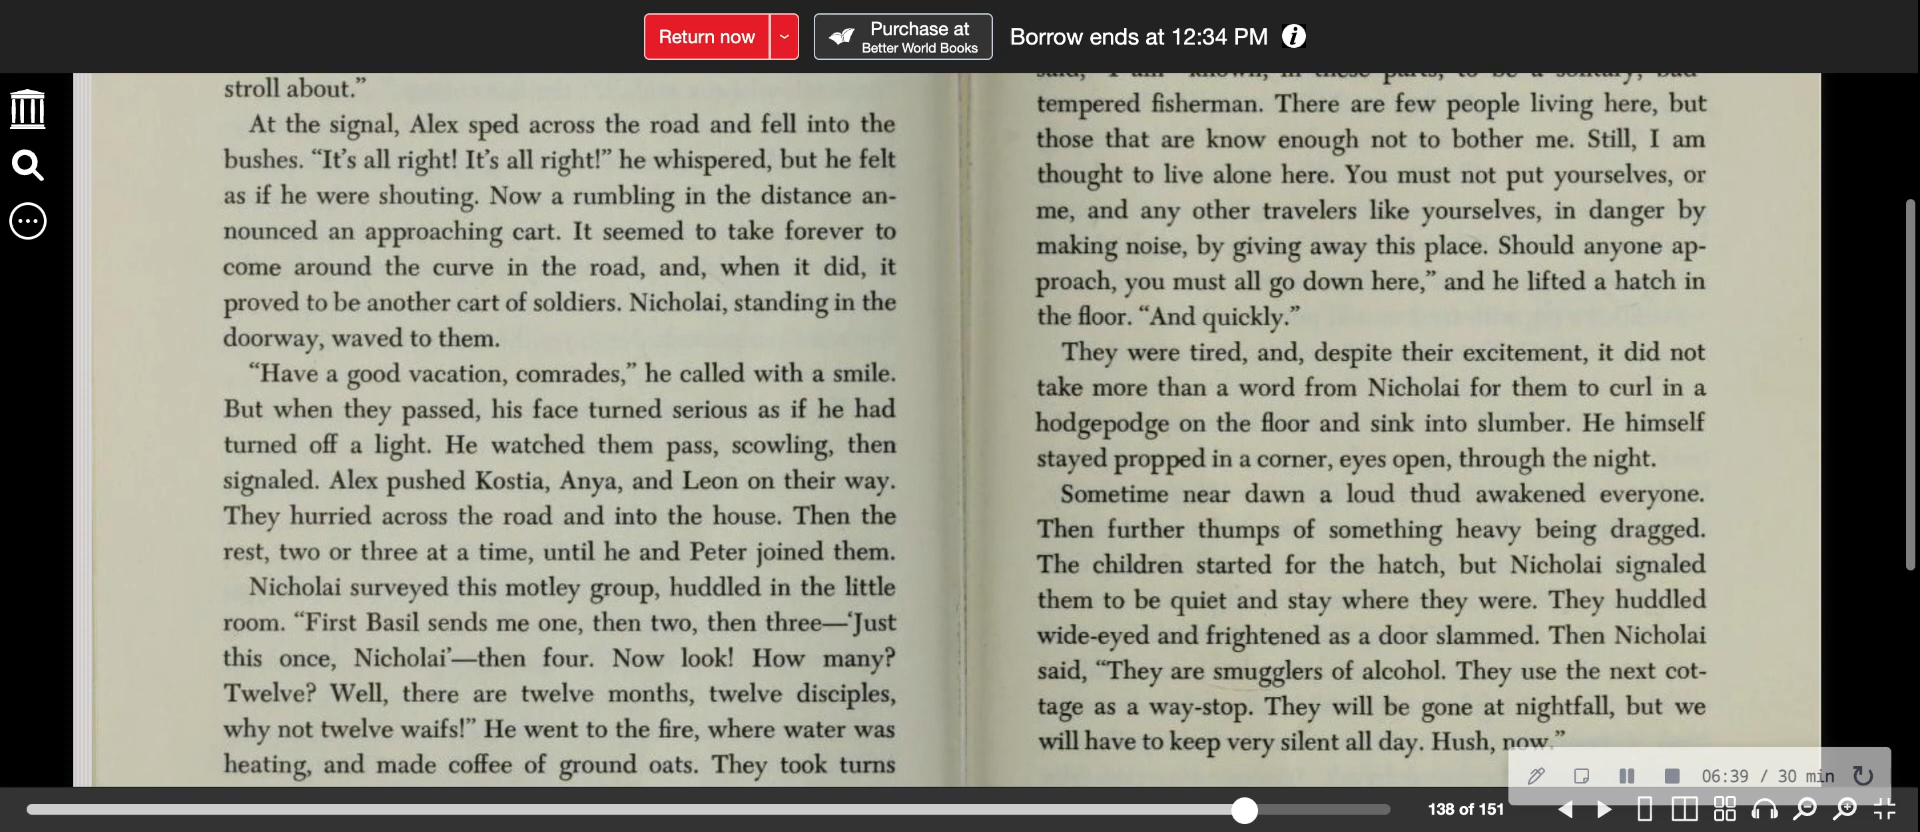 Return now
Purchase at
Better World Books
Borrow ends at 12:34 PM
stroll about.”
At the signal, Alex sped across the road and fell into the
bushes. “It’s all right! It’s all right!” he whispered, but he felt
as if he were shouting. Now a rumbling in the distance an-
nounced an approaching cart. It seemed to take forever to
come around the curve in the road, and, when it did, it
proved to be another cart of soldiers. Nicholai, standing in the
doorway, waved to them.
“Have a good vacation, comrades,” he called with a smile.
But when they passed, his face turned serious as if he had
turned off a light. He watched them pass, scowling, then
signaled. Alex pushed Kostia, Anya, and Leon on their way.
They hurried across the road and into the house. Then the
rest, two or three at a time, until he and Peter joined them.
Nicholai surveyed this motley group, huddled in the little
room. “First Basil sends me one, then two, then three—‘Just
this once, Nicholai’—then four. Now look! How many?
Twelve? Well, there are twelve months, twelve disciples,
why not twelve waifs!” He went to the fire, where water was
heating, and made coffee of ground oats. They took turns
said, “I am known, in these parts, to be a solitary, bad-
tempered fisherman. There are few people living here, but
those that are know enough not to bother me. Still, I am
thought to live alone here. You must not put yourselves, or
me, and any other travelers like yourselves, in danger by
making noise, by giving away this place. Should anyone ap-
proach, you must all go down here,” and he lifted a hatch in
the floor. “And quickly.”
They were tired, and, despite their excitement, it did not
take more than a word from Nicholai for them to curl in a
hodgepodge on the floor and sink into slumber. He himself
stayed propped in a corner, eyes open, through the night.
Sometime near dawn a loud thud awakened everyone.
Then further thumps of something heavy being dragged.
The children started for the hatch, but Nicholai signaled
them to be quiet and stay where they were. They huddled
wide-eyed and frightened as a door slammed. Then Nicholai
said, “They are smugglers of alcohol. They use the next cot-
tage as a way-stop. They will be gone at nightfall, but we
will have to keep very silent all day. Hush, now.”
06:39 / 30 min
138 of 151